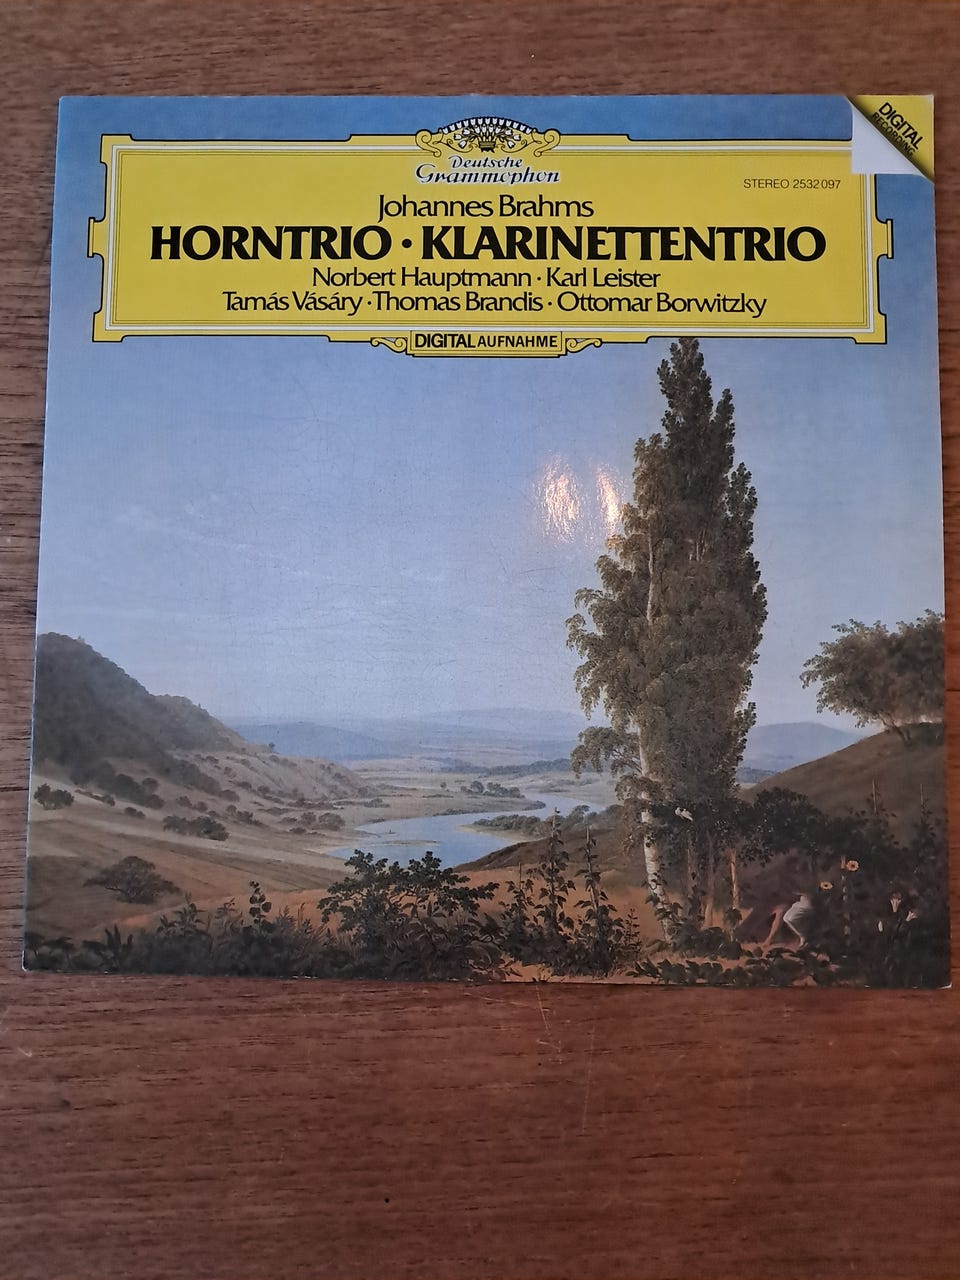 DIGITAL
RECORDING
Deutsche
Grammophon
STEREO 2532 097
Johannes Brahms
HORNTRIO · KLARINETTENTRIO
Norbert Hauptmann · Karl Leister
Tamás Vásáry · Thomas Brandis · Ottomar Borwitzky
DIGITAL AUFNAHME